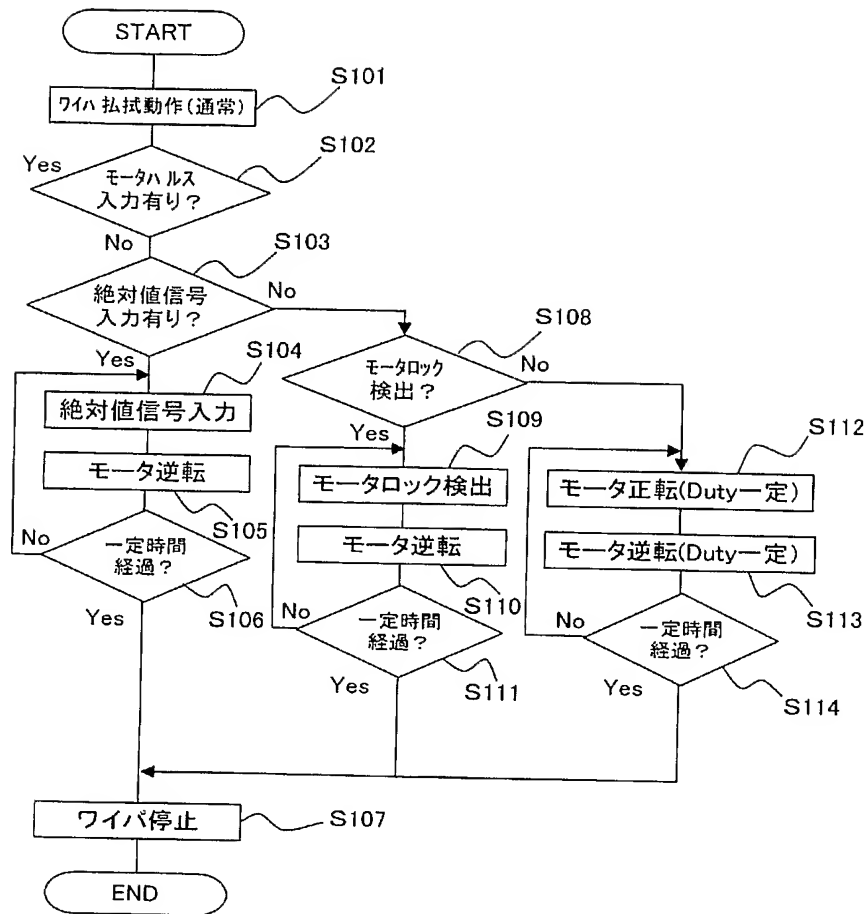 START
S101
ワイハ 払拭動作(通常)
S102
Yes
モータハ ルス
入力有り?
No
S103
絶対値信号
入力有り?
No
Yes
S108
モータロック
検出?
No
Yes
S104
絶対値信号入力
モータ逆転
S105
No
一定時間
経過?
S106
Yes
S109
モータロック検出
モータ逆転
S110
No
一定時間
経過?
S111
Yes
S112
モータ正転(Duty一定)
モータ逆転(Duty一定)
S113
No
一定時間
経過?
S114
Yes
ワイパ停止
S107
END